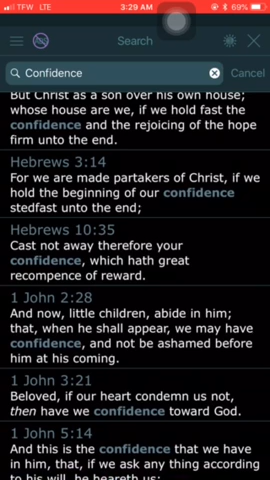 TFW LTE 3:29 AM 69%
Search
Confidence Cancel
But Christ as a son over his own house;
whose house are we, if we hold fast the
confidence and the rejoicing of the hope
firm unto the end.
Hebrews 3:14
For we are made partakers of Christ, if we
hold the beginning of our confidence
stedfast unto the end;
Hebrews 10:35
Cast not away therefore your
confidence, which hath great
recompence of reward.
1 John 2:28
And now, little children, abide in him;
that, when he shall appear, we may have
confidence, and not be ashamed before
him at his coming.
1 John 3:21
Beloved, if our heart condemn us not,
then have we confidence toward God.
1 John 5:14
And this is the confidence that we have
in him, that, if we ask any thing according
to his will, he heareth us: